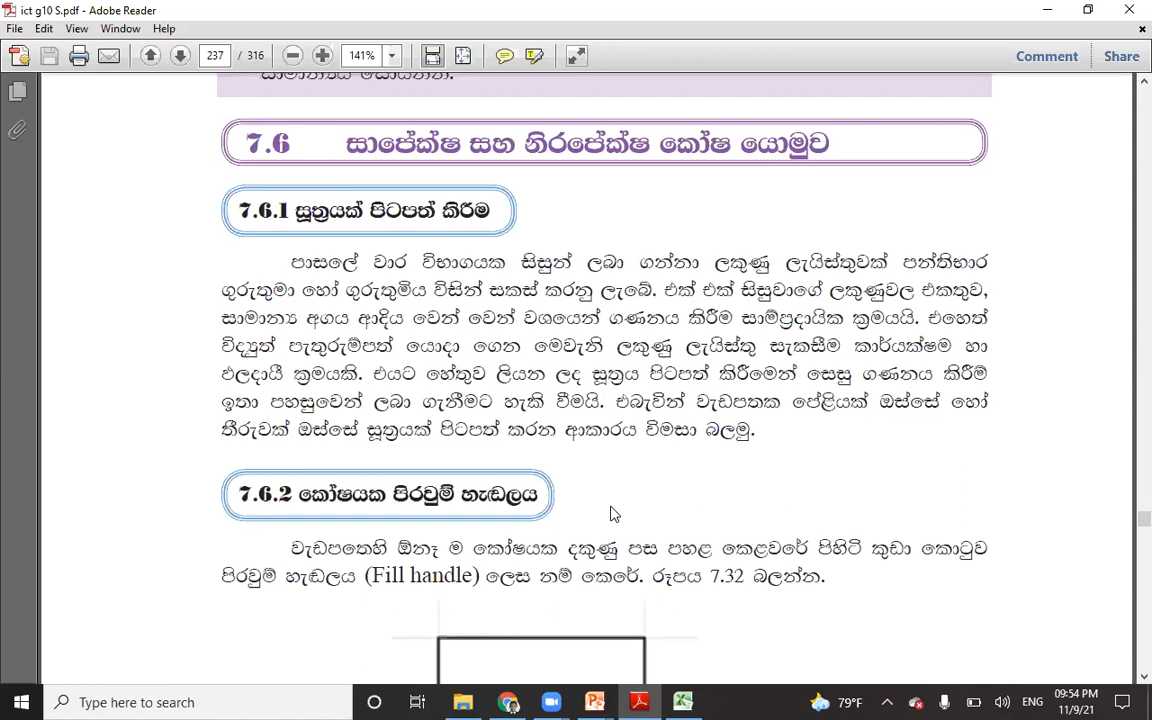 ict g10 S.pdf - Adobe Reader
File Edit View Window Help
237 / 316 141% Comment Share
සාමාන්‍යය සොයන්න.
7.6 සාපේක්ෂ සහ නිරපේක්ෂ කෝෂ යොමුව
7.6.1 සූත්‍රයක් පිටපත් කිරීම
පාසලේ වාර විභාගයක සිසුන් ලබා ගන්නා ලකුණු ලැයිස්තුවක් පන්තිභාර
ගුරුතුමා හෝ ගුරුතුමිය විසින් සකස් කරනු ලැබේ. එක් එක් සිසුවාගේ ලකුණුවල එකතුව,
සාමාන්‍ය අගය ආදිය වෙන් වෙන් වශයෙන් ගණනය කිරීම සාම්ප්‍රදායික ක්‍රමයයි. එහෙත්
විද්‍යුත් පැතුරුම්පත් යොදා ගෙන මෙවැනි ලකුණු ලැයිස්තු සැකසීම කාර්යක්ෂම හා
ඵලදායී ක්‍රමයකි. එයට හේතුව ලියන ලද සූත්‍රය පිටපත් කිරීමෙන් සෙසු ගණනය කිරීම්
ඉතා පහසුවෙන් ලබා ගැනීමට හැකි වීමයි. එබැවින් වැඩපතක පේළියක් ඔස්සේ හෝ
තීරුවක් ඔස්සේ සූත්‍රයක් පිටපත් කරන ආකාරය විමසා බලමු.
7.6.2 කෝෂයක පිරවුම් හැඬලය
වැඩපතෙහි ඕනෑ ම කෝෂයක දකුණු පස පහළ කෙළවරේ පිහිටි කුඩා කොටුව
පිරවුම් හැඬලය (Fill handle) ලෙස නම් කෙරේ. රූපය 7.32 බලන්න.
Type here to search 79°F ENG 09:54 PM
11/9/21